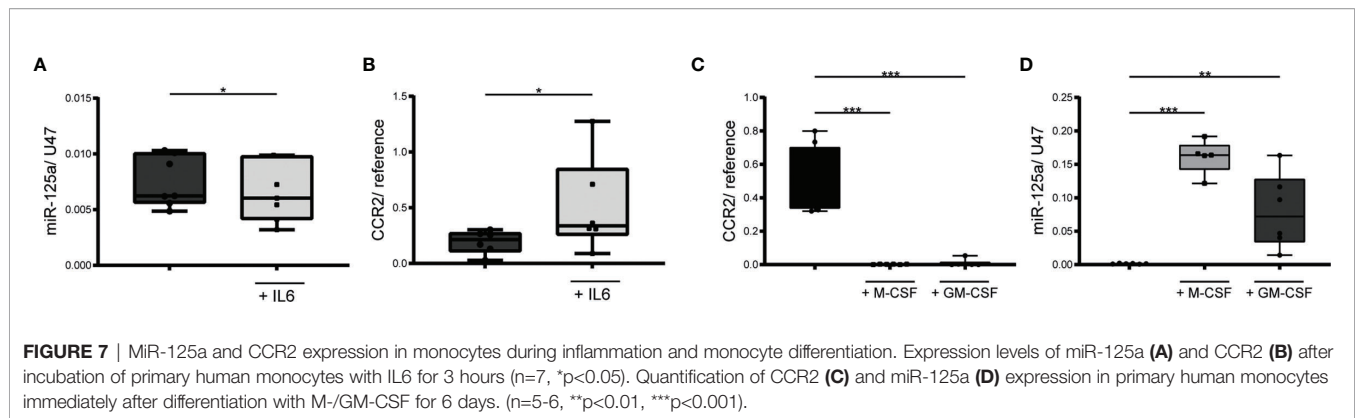 A
B
C
D
miR-125a/ U47
0.015
0.010
0.005
0.000
*
+ IL6
CCR2/ reference
1.5
1.0
0.5
0.0
*
+ IL6
CCR2/ reference
1.0
0.8
0.6
0.4
0.2
0.0
***
***
+ M-CSF
+ GM-CSF
miR-125a/ U47
0.25
0.20
0.15
0.10
0.05
0.00
**
***
+ M-CSF
+ GM-CSF
FIGURE 7 | MiR-125a and CCR2 expression in monocytes during inflammation and monocyte differentiation. Expression levels of miR-125a (A) and CCR2 (B) after
incubation of primary human monocytes with IL6 for 3 hours (n=7, *p<0.05). Quantification of CCR2 (C) and miR-125a (D) expression in primary human monocytes
immediately after differentiation with M-/GM-CSF for 6 days. (n=5-6, **p<0.01, ***p<0.001).